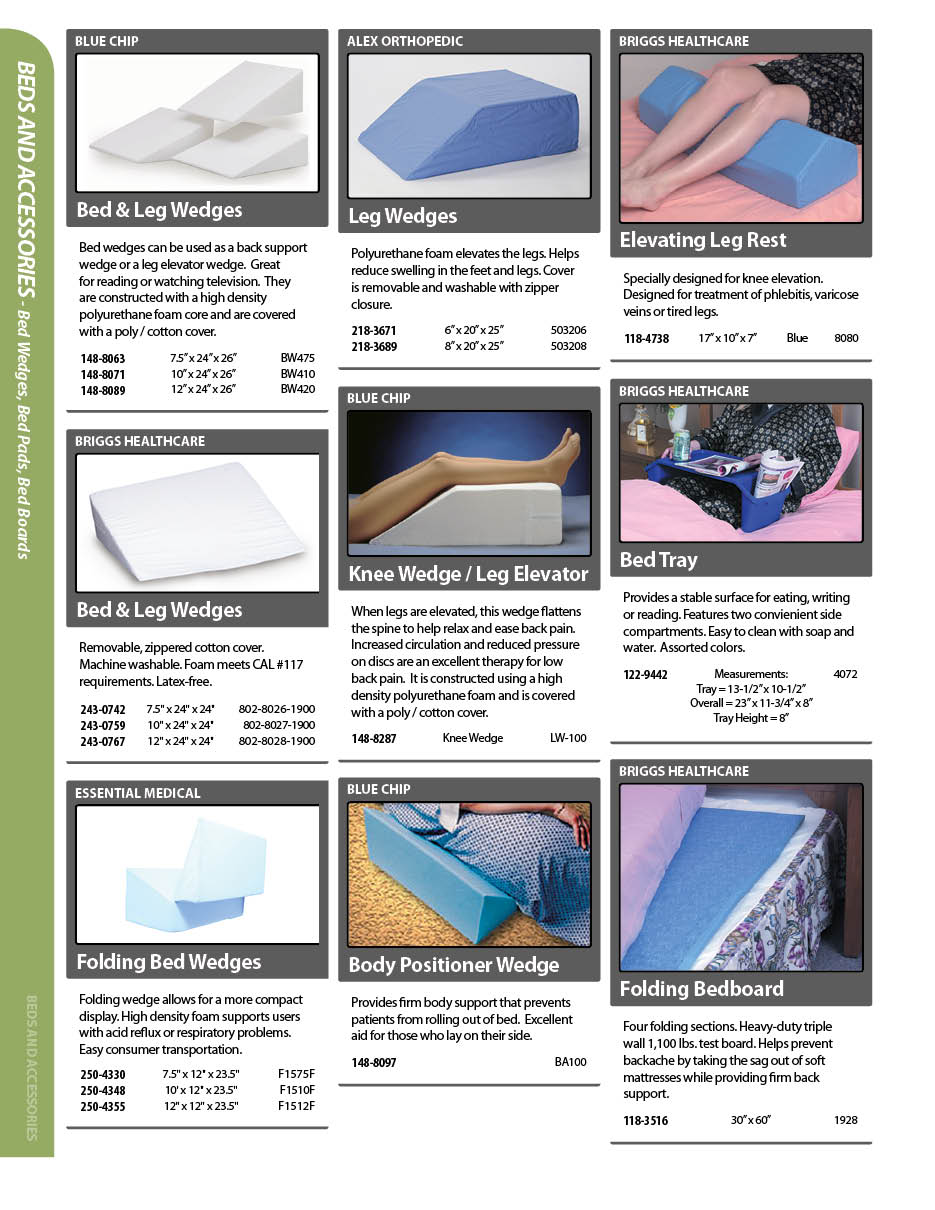 BEDS AND ACCESSORIES - Bed Wedges, Bed Pads, Bed Boards
BEDS AND ACCESSORIES
BLUE CHIP
Bed & Leg Wedges
Bed wedges can be used as a back support
wedge or a leg elevator wedge. Great
for reading or watching television. They
are constructed with a high density
polyurethane foam core and are covered
with a poly / cotton cover.
148-8063 7.5” x 24” x 26” BW475
148-8071 10” x 24” x 26” BW410
148-8089 12” x 24” x 26” BW420
BRIGGS HEALTHCARE
Bed & Leg Wedges
Removable, zippered cotton cover.
Machine washable. Foam meets CAL #117
requirements. Latex-free.
243-0742 7.5" x 24" x 24" 802-8026-1900
243-0759 10" x 24" x 24" 802-8027-1900
243-0767 12" x 24" x 24" 802-8028-1900
ESSENTIAL MEDICAL
Folding Bed Wedges
Folding wedge allows for a more compact
display. High density foam supports users
with acid reflux or respiratory problems.
Easy consumer transportation.
250-4330 7.5" x 12" x 23.5" F1575F
250-4348 10' x 12" x 23.5" F1510F
250-4355 12" x 12" x 23.5" F1512F
ALEX ORTHOPEDIC
Leg Wedges
Polyurethane foam elevates the legs. Helps
reduce swelling in the feet and legs. Cover
is removable and washable with zipper
closure.
218-3671 6” x 20” x 25” 503206
218-3689 8” x 20” x 25” 503208
BLUE CHIP
Knee Wedge / Leg Elevator
When legs are elevated, this wedge flattens
the spine to help relax and ease back pain.
Increased circulation and reduced pressure
on discs are an excellent therapy for low
back pain. It is constructed using a high
density polyurethane foam and is covered
with a poly / cotton cover.
148-8287 Knee Wedge LW-100
BLUE CHIP
Body Positioner Wedge
Provides firm body support that prevents
patients from rolling out of bed. Excellent
aid for those who lay on their side.
148-8097 BA100
BRIGGS HEALTHCARE
Elevating Leg Rest
Specially designed for knee elevation.
Designed for treatment of phlebitis, varicose
veins or tired legs.
118-4738 17” x 10” x 7” Blue 8080
BRIGGS HEALTHCARE
Bed Tray
Provides a stable surface for eating, writing
or reading. Features two convenient side
compartments. Easy to clean with soap and
water. Assorted colors.
122-9442 Measurements: 4072
Tray = 13-1/2” x 10-1/2”
Overall = 23” x 11-3/4” x 8”
Tray Height = 8”
BRIGGS HEALTHCARE
Folding Bedboard
Four folding sections. Heavy-duty triple
wall 1,100 lbs. test board. Helps prevent
backache by taking the sag out of soft
mattresses while providing firm back
support.
118-3516 30” x 60” 1928